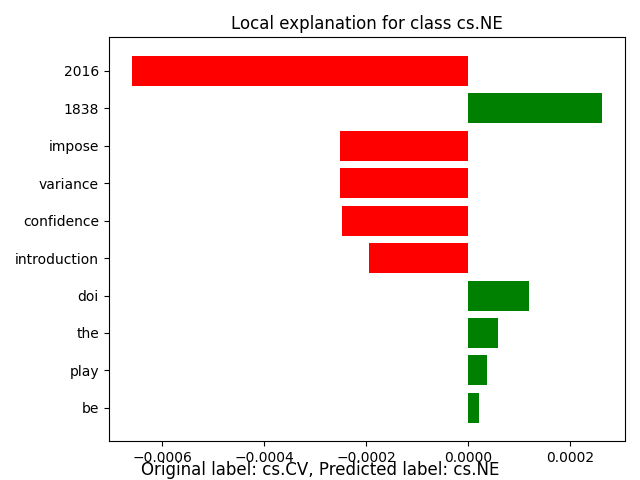 Local explanation for class cs.NE
2016
1838
impose
variance
confidence
introduction
doi
the
play
be
−0.0006 −0.0004 −0.0002 0.0000 0.0002
Original label: cs.CV, Predicted label: cs.NE